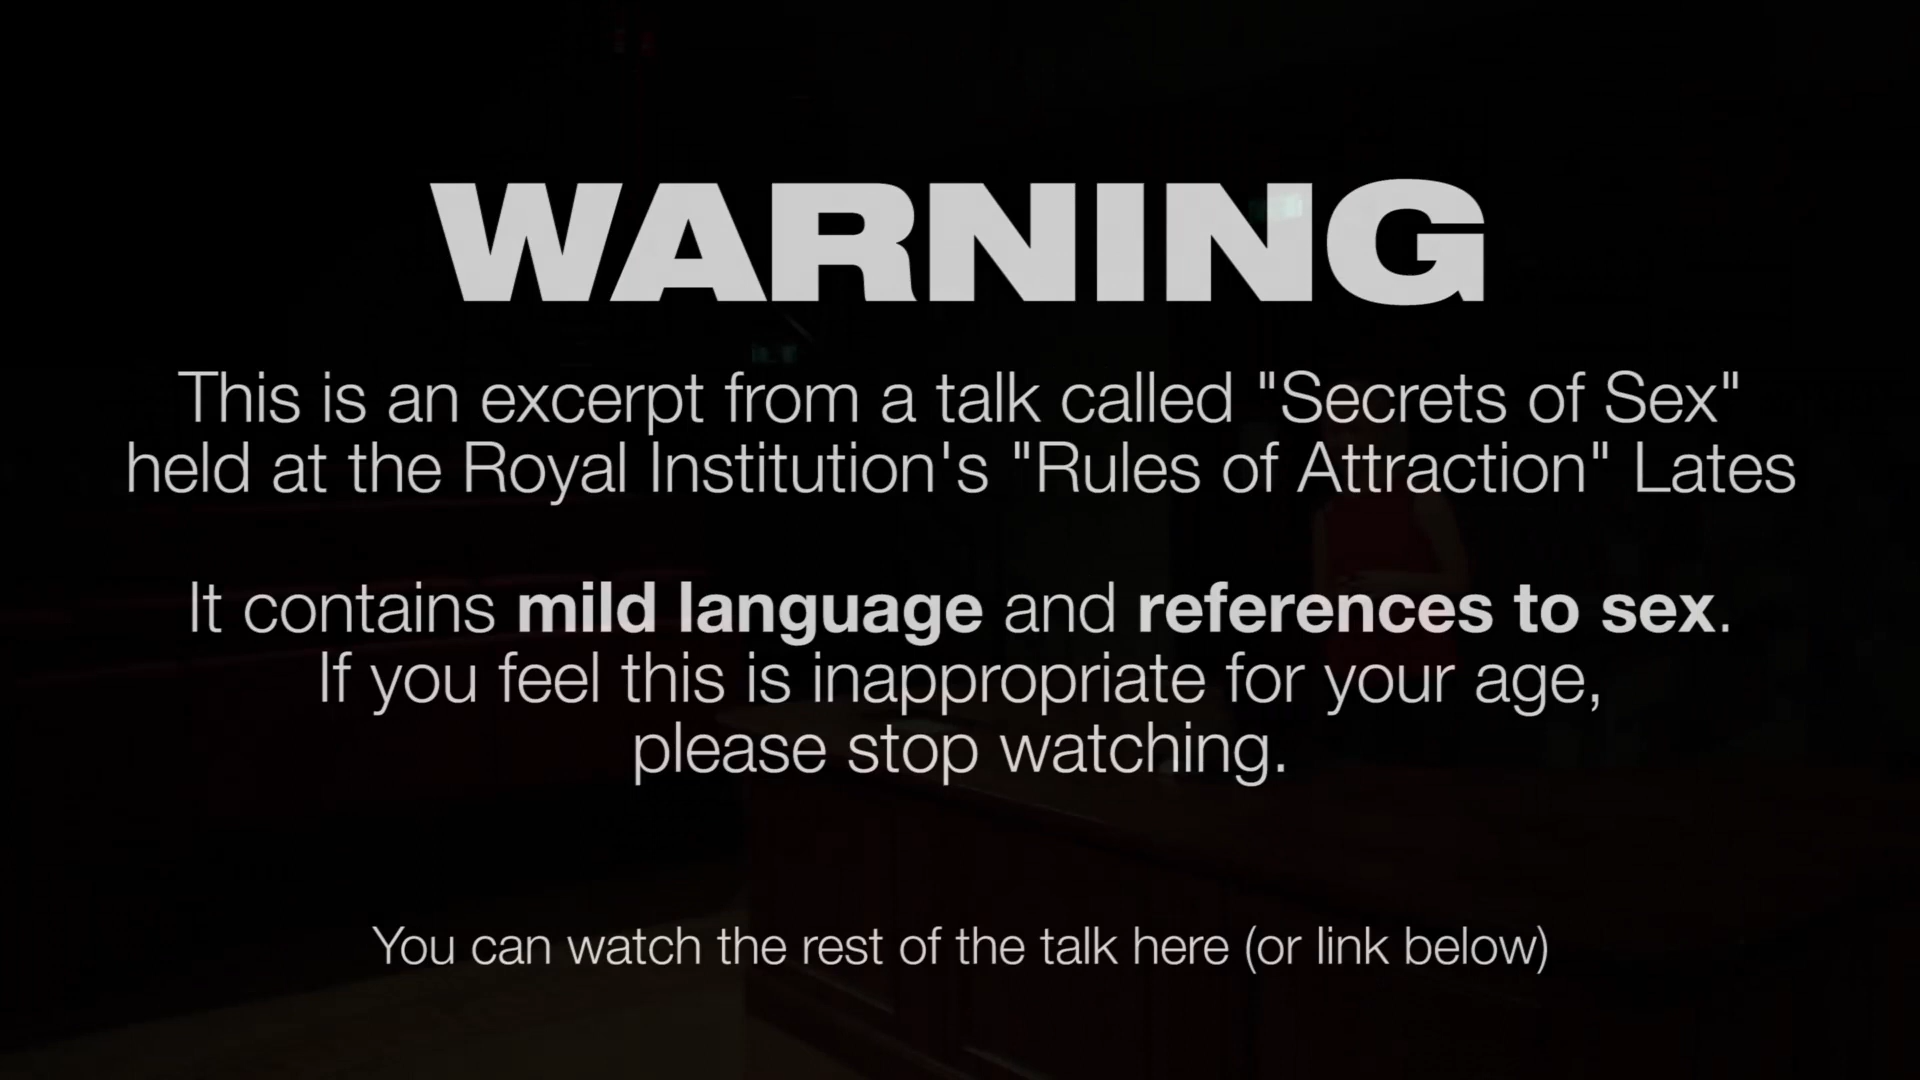 WARNING
This is an excerpt from a talk called "Secrets of Sex"
held at the Royal Institution's "Rules of Attraction" Lates
It contains mild language and references to sex.
If you feel this is inappropriate for your age,
please stop watching.
You can watch the rest of the talk here (or link below)